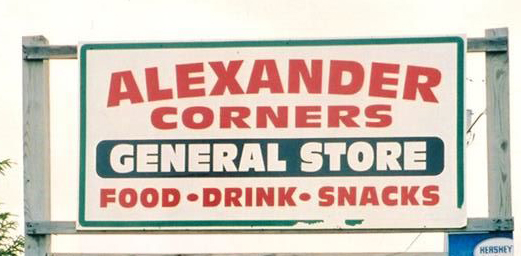 ALEXANDER
CORNERS
GENERAL STORE
FOOD•DRINK•SNACKS
HERSHEY